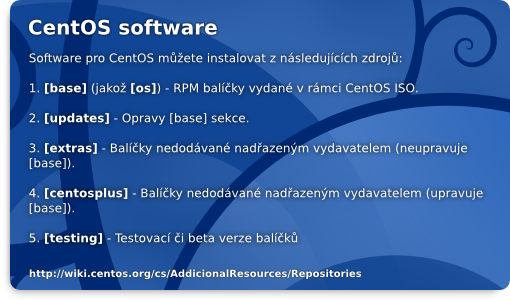 CentOS software
Software pro CentOS můžete instalovat z následujících zdrojů:
1. [base] (jakož [os]) - RPM balíčky vydané v rámci CentOS ISO.
2. [updates] - Opravy [base] sekce.
3. [extras] - Balíčky nedodávané nadřazeným vydavatelem (neupravuje
[base]).
4. [centosplus] - Balíčky nedodávané nadřazeným vydavatelem (upravuje
[base]).
5. [testing] - Testovací či beta verze balíčků
http://wiki.centos.org/cs/AddicionalResources/Repositories